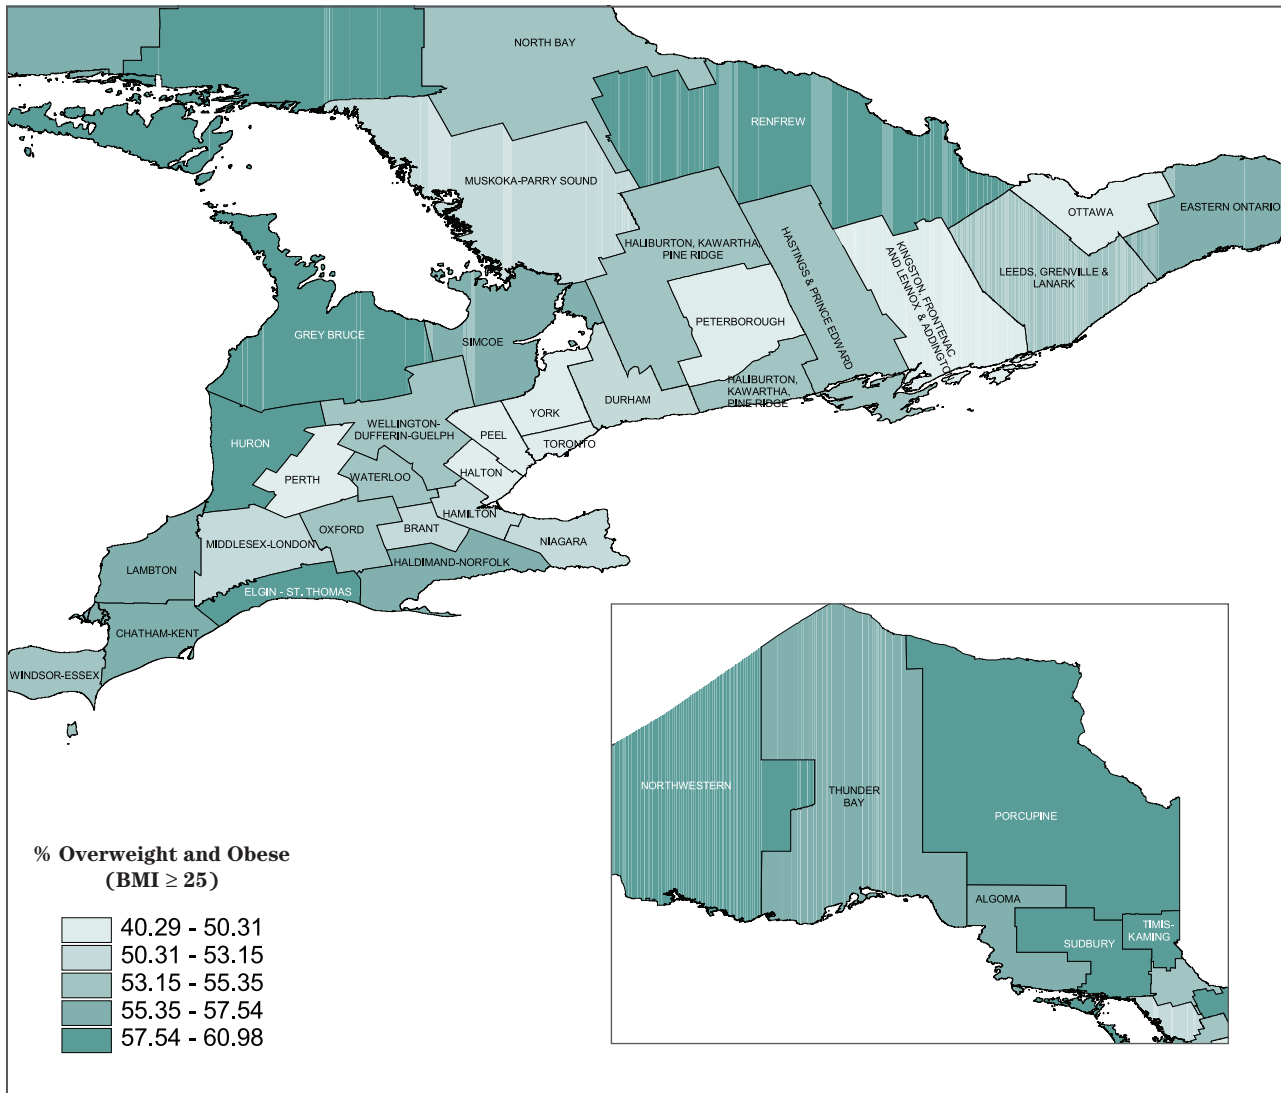 NORTH BAY
RENFREW
MUSKOKA-PARRY SOUND
OTTAWA
EASTERN ONTARIO
HALIBURTON, KAWARTHA,
PINE RIDGE
HASTINGS & PRINCE EDWARD
KINGSTON, FRONTENAC
AND LENNOX & ADDINGTON
LEEDS, GRENVILLE &
LANARK
PETERBOROUGH
GREY BRUCE
SIMCOE
HALIBURTON,
KAWARTHA,
PINE RIDGE
DURHAM
YORK
WELLINGTON-
DUFFERIN-GUELPH
PEEL
TORONTO
HURON
PERTH
WATERLOO
HALTON
HAMILTON
OXFORD
BRANT
MIDDLESEX-LONDON
NIAGARA
LAMBTON
HALDIMAND-NORFOLK
ELGIN - ST. THOMAS
CHATHAM-KENT
WINDSOR-ESSEX
NORTHWESTERN
THUNDER
BAY
PORCUPINE
ALGOMA
TIMIS-
KAMING
SUDBURY
% Overweight and Obese
(BMI ≥ 25)
40.29 - 50.31
50.31 - 53.15
53.15 - 55.35
55.35 - 57.54
57.54 - 60.98